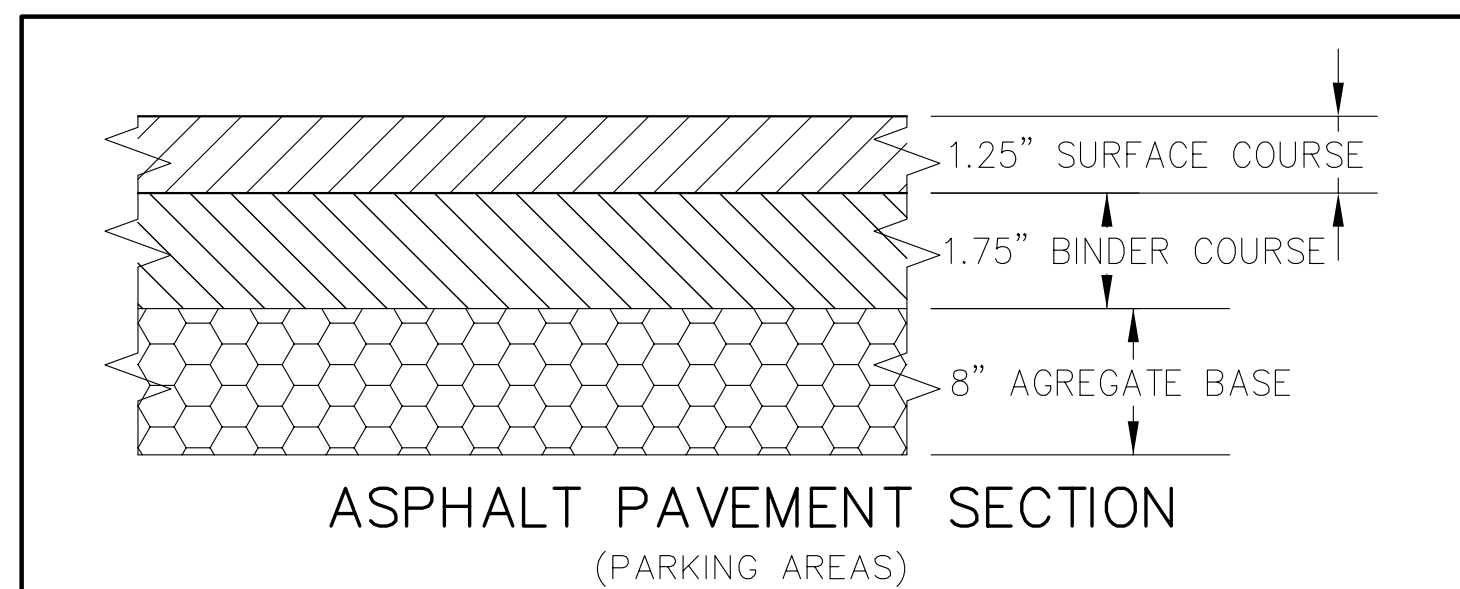 1.25” SURFACE COURSE
1.75” BINDER COURSE
8” AGREGATE BASE
ASPHALT PAVEMENT SECTION
(PARKING AREAS)